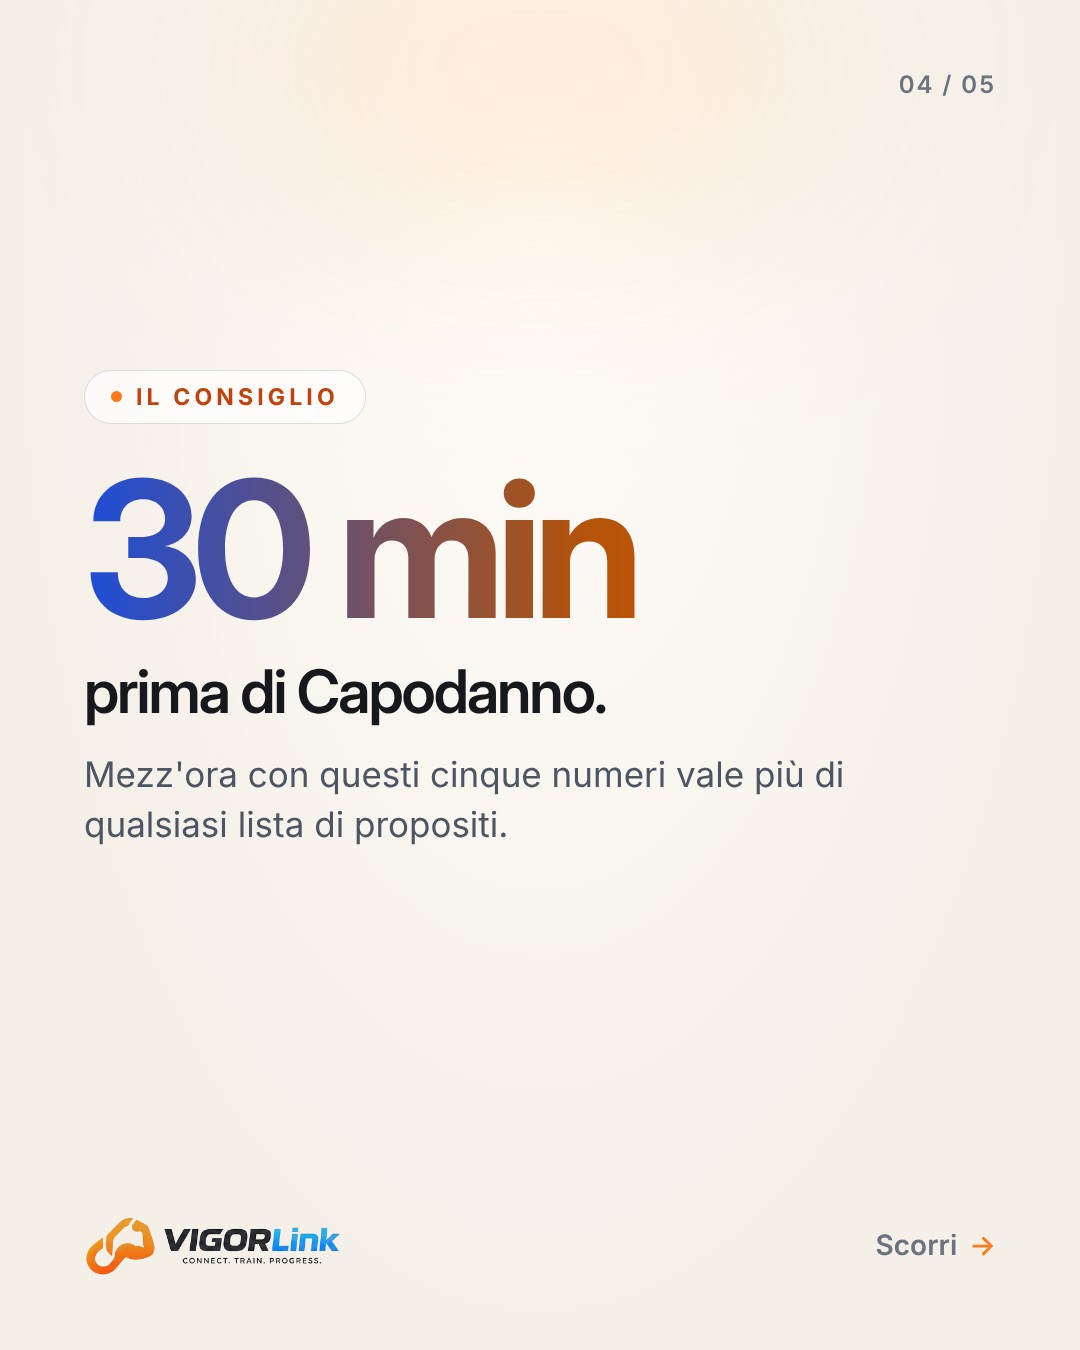 04 / 05
IL CONSIGLIO
30 min
prima di Capodanno.
Mezz'ora con questi cinque numeri vale più di
qualsiasi lista di propositi.
VIGORLink
CONNECT. TRAIN. PROGRESS.
Scorri →